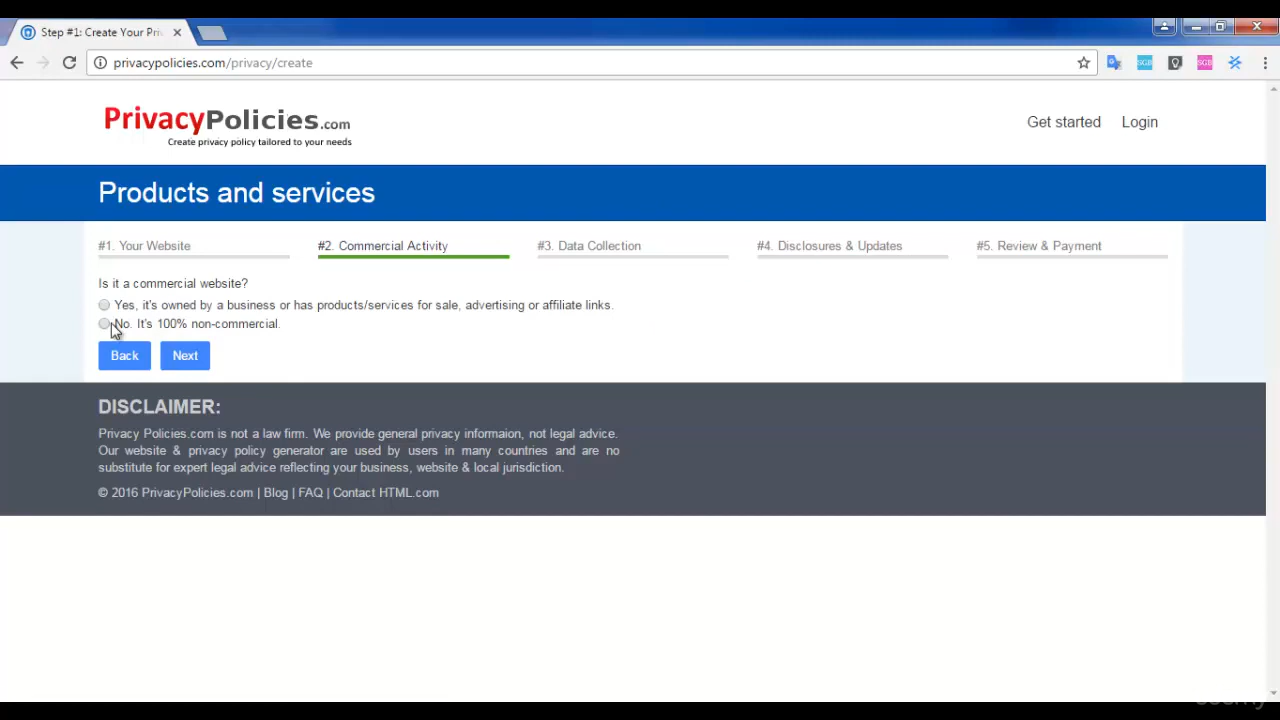 Step #1: Create Your Pri
privacypolicies.com/privacy/create
SGB
SGB
PrivacyPolicies.com
Create privacy policy tailored to your needs
Get started
Login
Products and services
#1. Your Website
#2. Commercial Activity
#3. Data Collection
#4. Disclosures & Updates
#5. Review & Payment
Is it a commercial website?
Yes, it's owned by a business or has products/services for sale, advertising or affiliate links.
No. It's 100% non-commercial.
Back
Next
DISCLAIMER:
Privacy Policies.com is not a law firm. We provide general privacy informaion, not legal advice.
Our website & privacy policy generator are used by users in many countries and are no
substitute for expert legal advice reflecting your business, website & local jurisdiction.
© 2016 PrivacyPolicies.com | Blog | FAQ | Contact HTML.com